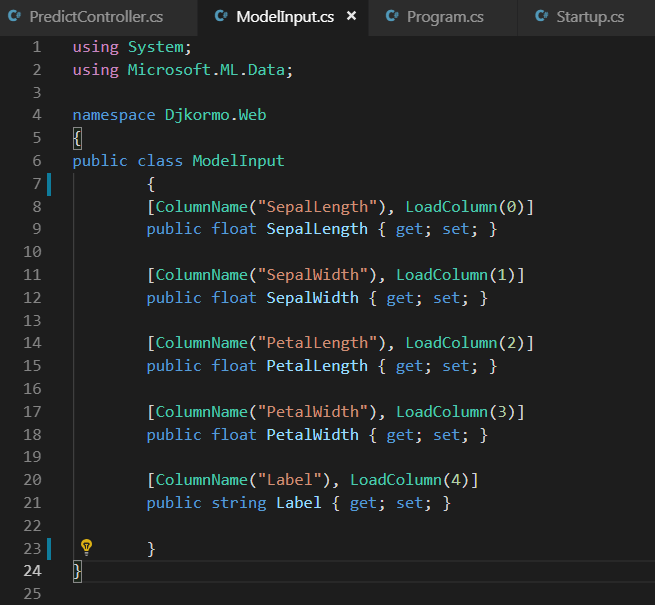 PredictController.cs ModelInput.cs × Program.cs Startup.cs
1 using System;
2 using Microsoft.ML.Data;
3
4 namespace Djkormo.Web
5 {
6 public class ModelInput
7 {
8 [ColumnName("SepalLength"), LoadColumn(0)]
9 public float SepalLength { get; set; }
10
11 [ColumnName("SepalWidth"), LoadColumn(1)]
12 public float SepalWidth { get; set; }
13
14 [ColumnName("PetalLength"), LoadColumn(2)]
15 public float PetalLength { get; set; }
16
17 [ColumnName("PetalWidth"), LoadColumn(3)]
18 public float PetalWidth { get; set; }
19
20 [ColumnName("Label"), LoadColumn(4)]
21 public string Label { get; set; }
22
23 }
24 }
25